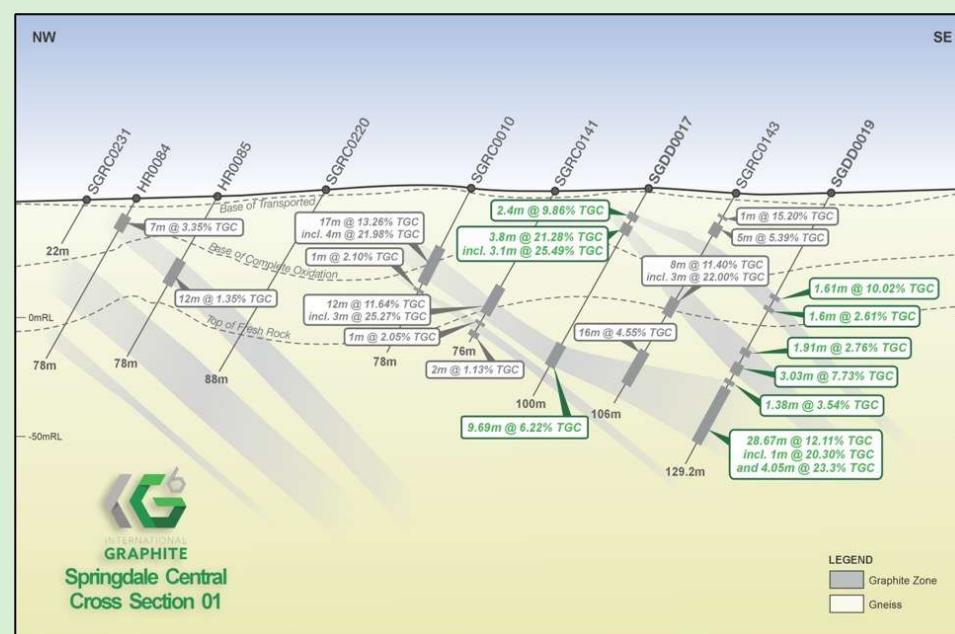 NW
SE
SGRC0231
HR0084
HR0085
SGRC0220
SGRC0010
SGRC0141
SGDD0017
SGRC0143
SGDD0019
Base of Transported
7m @ 3.35% TGC
17m @ 13.26% TGC
incl. 4m @ 21.98% TGC
2.4m @ 9.86% TGC
1m @ 15.20% TGC
5m @ 5.39% TGC
3.8m @ 21.28% TGC
incl. 3.1m @ 25.49% TGC
22m
Base of Complete Oxidation
1m @ 2.10% TGC
8m @ 11.40% TGC
incl. 3m @ 22.00% TGC
12m @ 1.35% TGC
1.61m @ 10.02% TGC
12m @ 11.64% TGC
incl. 3m @ 25.27% TGC
1.6m @ 2.61% TGC
0mRL
Top of Fresh Rock
1m @ 2.05% TGC
16m @ 4.55% TGC
1.91m @ 2.76% TGC
78m
78m
88m
78m
76m
2m @ 1.13% TGC
3.03m @ 7.73% TGC
100m
106m
1.38m @ 3.54% TGC
9.69m @ 6.22% TGC
-50mRL
28.67m @ 12.11% TGC
incl. 1m @ 20.30% TGC
and 4.05m @ 23.3% TGC
129.2m
G6
INTERNATIONAL
GRAPHITE
Springdale Central
Cross Section 01
LEGEND
Graphite Zone
Gneiss